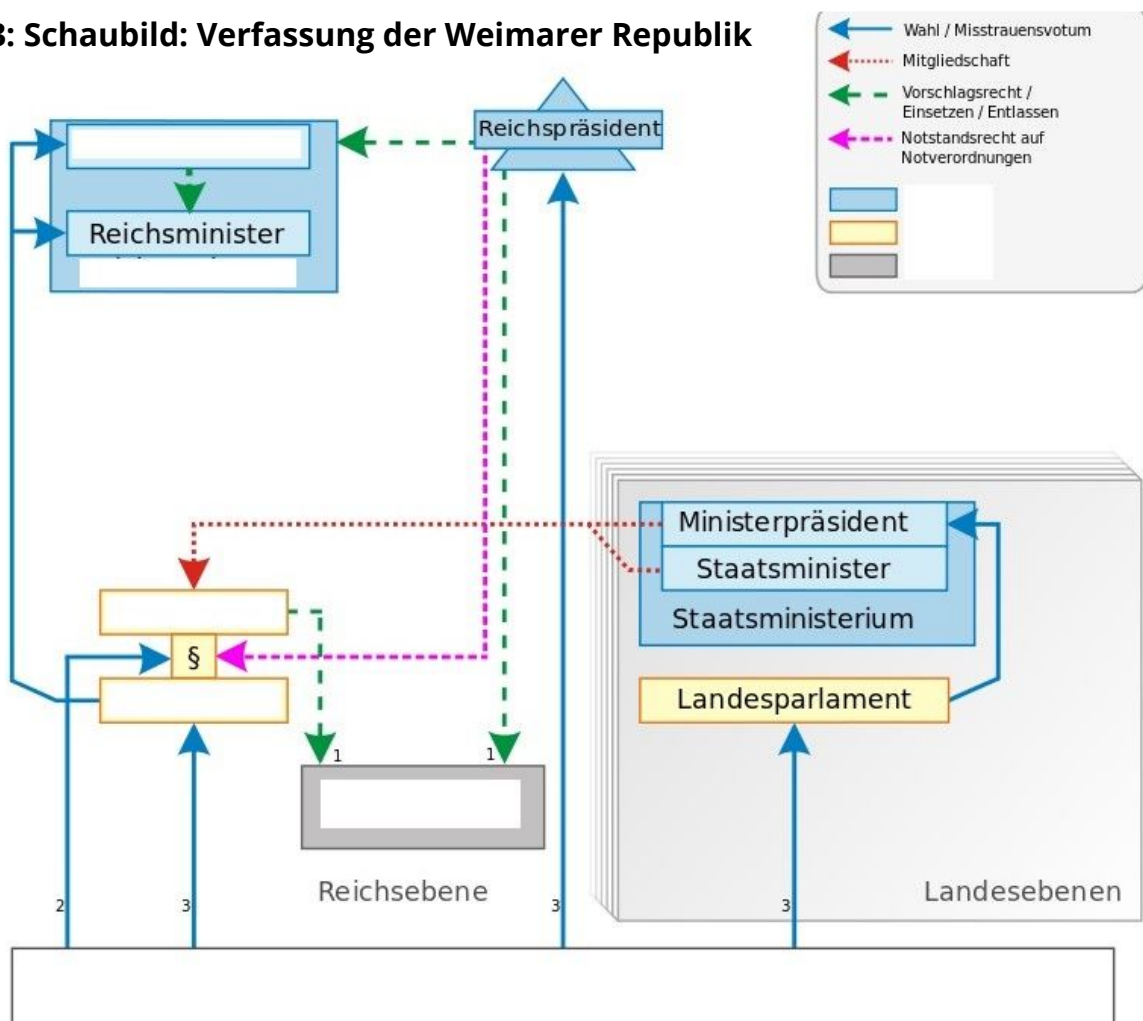 3: Schaubild: Verfassung der Weimarer Republik
Wahl / Misstrauensvotum
Mitgliedschaft
Vorschlagsrecht /
Einsetzen / Entlassen
Notstandsrecht auf
Notverordnungen
Reichspräsident
Reichsminister
Ministerpräsident
Staatsminister
Staatsministerium
§
Landesparlament
1
1
Reichsebene
Landesebenen
2
3
3
3